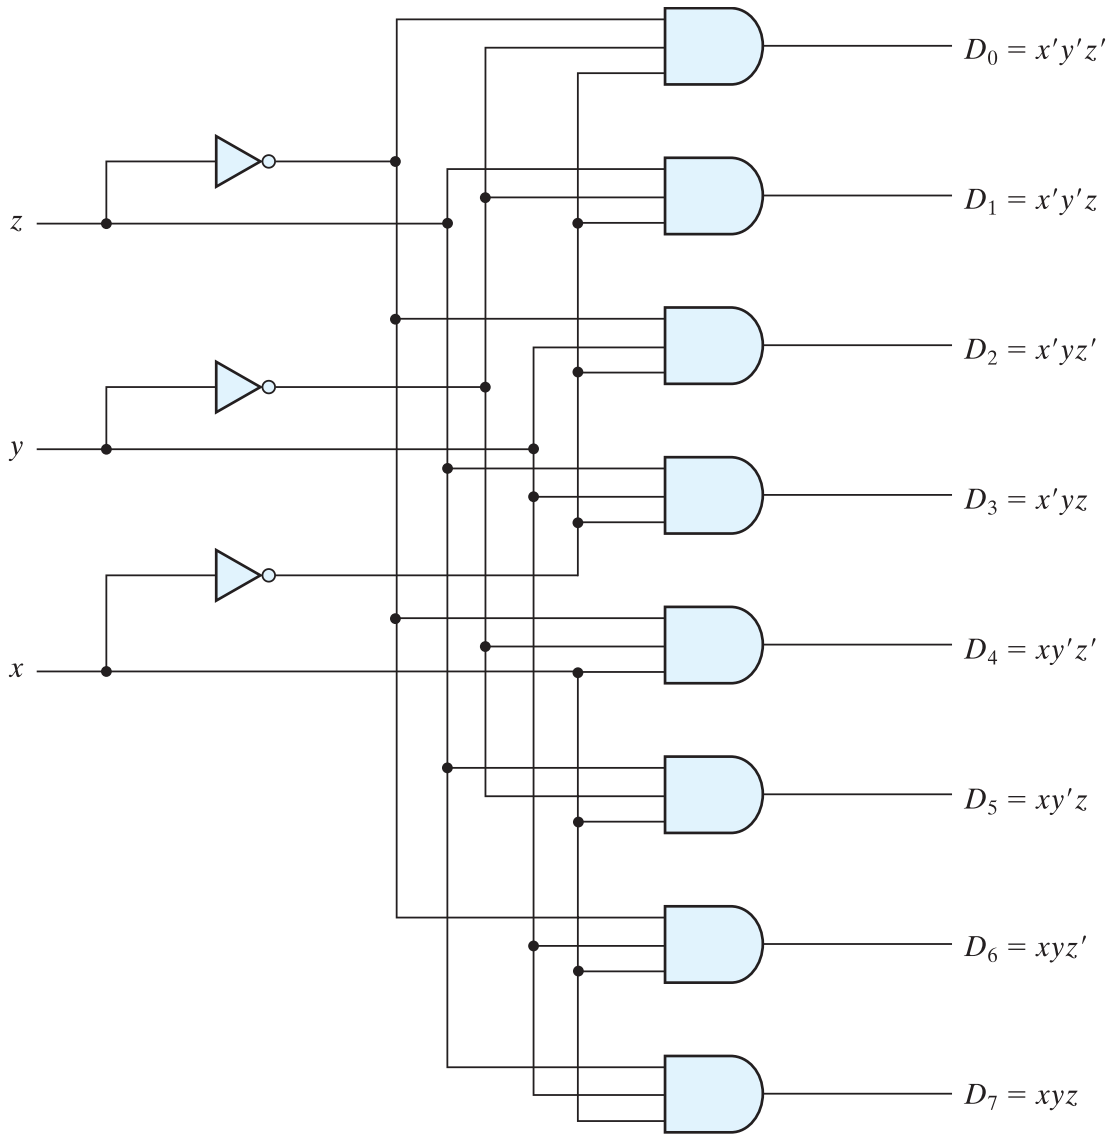 D₀ = x′y′z′
D₁ = x′y′z
z
D₂ = x′yz′
y
D₃ = x′yz
x
D₄ = xy′z′
D₅ = xy′z
D₆ = xyz′
D₇ = xyz